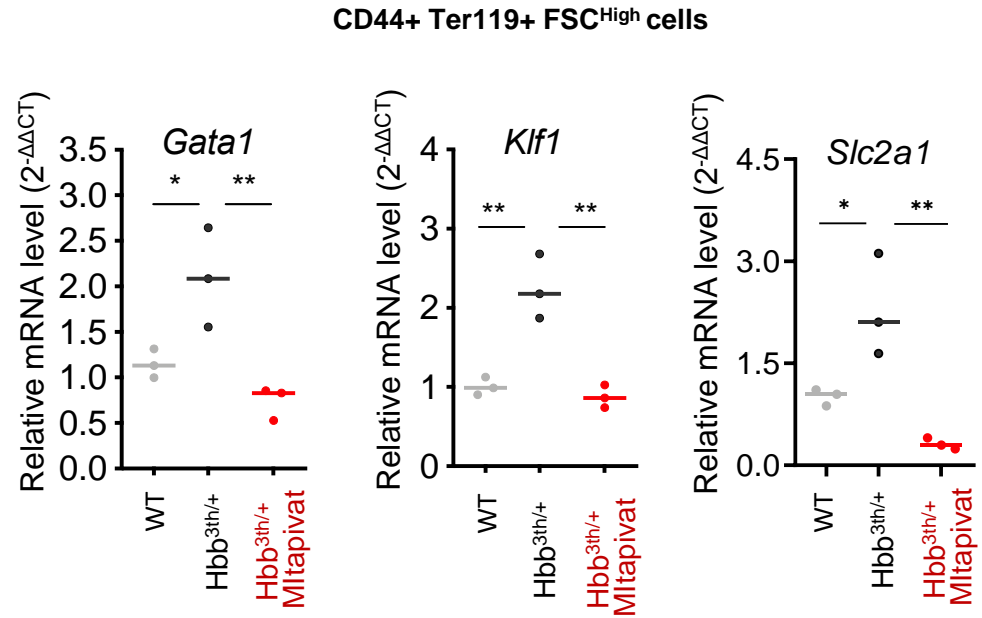 CD44+ Ter119+ FSCHigh cells
Relative mRNA level (2-ΔΔCT)
Gata1
3.5
3.0
2.5
2.0
1.5
1.0
0.5
0.0
*
**
WT
Hbb3th/+
Hbb3th/+
MItapivat
Relative mRNA level (2-ΔΔCT)
Klf1
4
3
2
1
0
**
**
WT
Hbb3th/+
Hbb3th/+
MItapivat
Relative mRNA level (2-ΔΔCT)
Slc2a1
4.5
3.0
1.5
0.0
*
**
WT
Hbb3th/+
Hbb3th/+
MItapivat